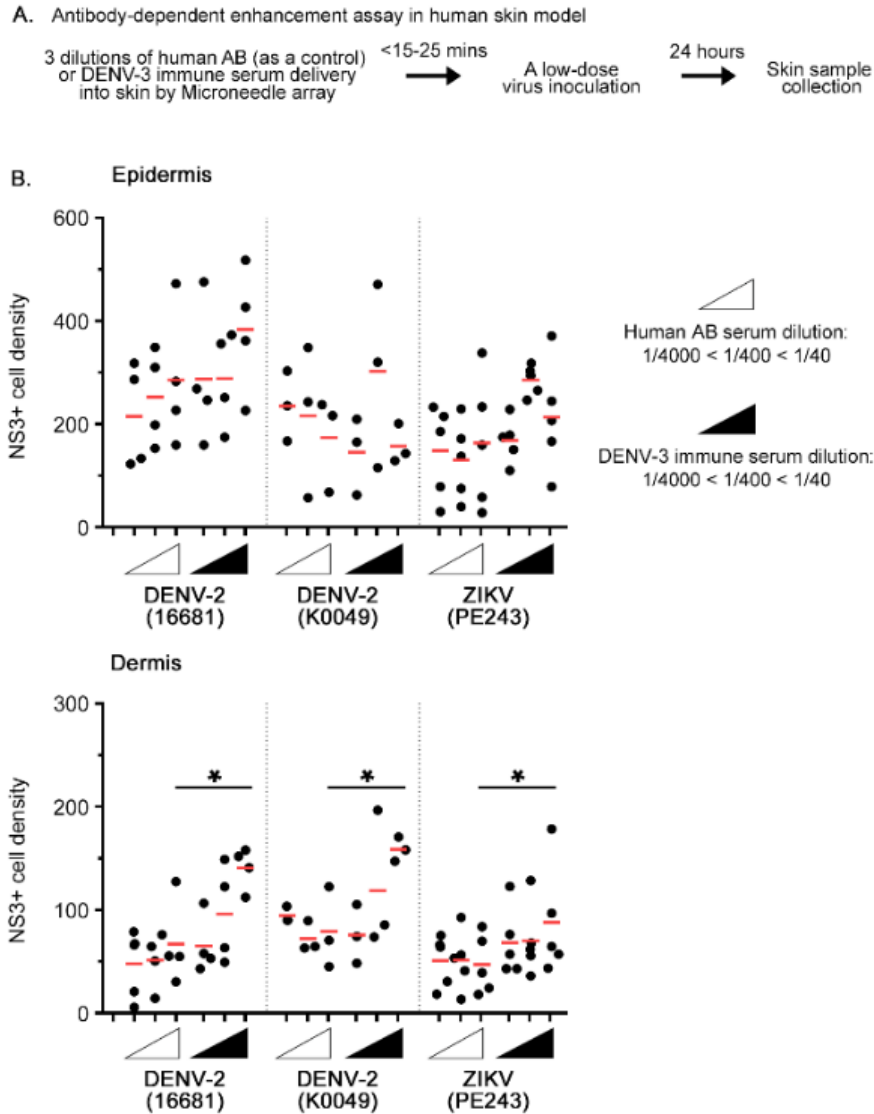 A. Antibody-dependent enhancement assay in human skin model
3 dilutions of human AB (as a control)
or DENV-3 immune serum delivery
into skin by Microneedle array
<15-25 mins
A low-dose
virus inoculation
24 hours
Skin sample
collection
B.
Epidermis
NS3+ cell density
600
400
200
0
DENV-2
(16681)
DENV-2
(K0049)
ZIKV
(PE243)
Human AB serum dilution:
1/4000 < 1/400 < 1/40
DENV-3 immune serum dilution:
1/4000 < 1/400 < 1/40
Dermis
NS3+ cell density
300
200
100
0
* * *
DENV-2
(16681)
DENV-2
(K0049)
ZIKV
(PE243)